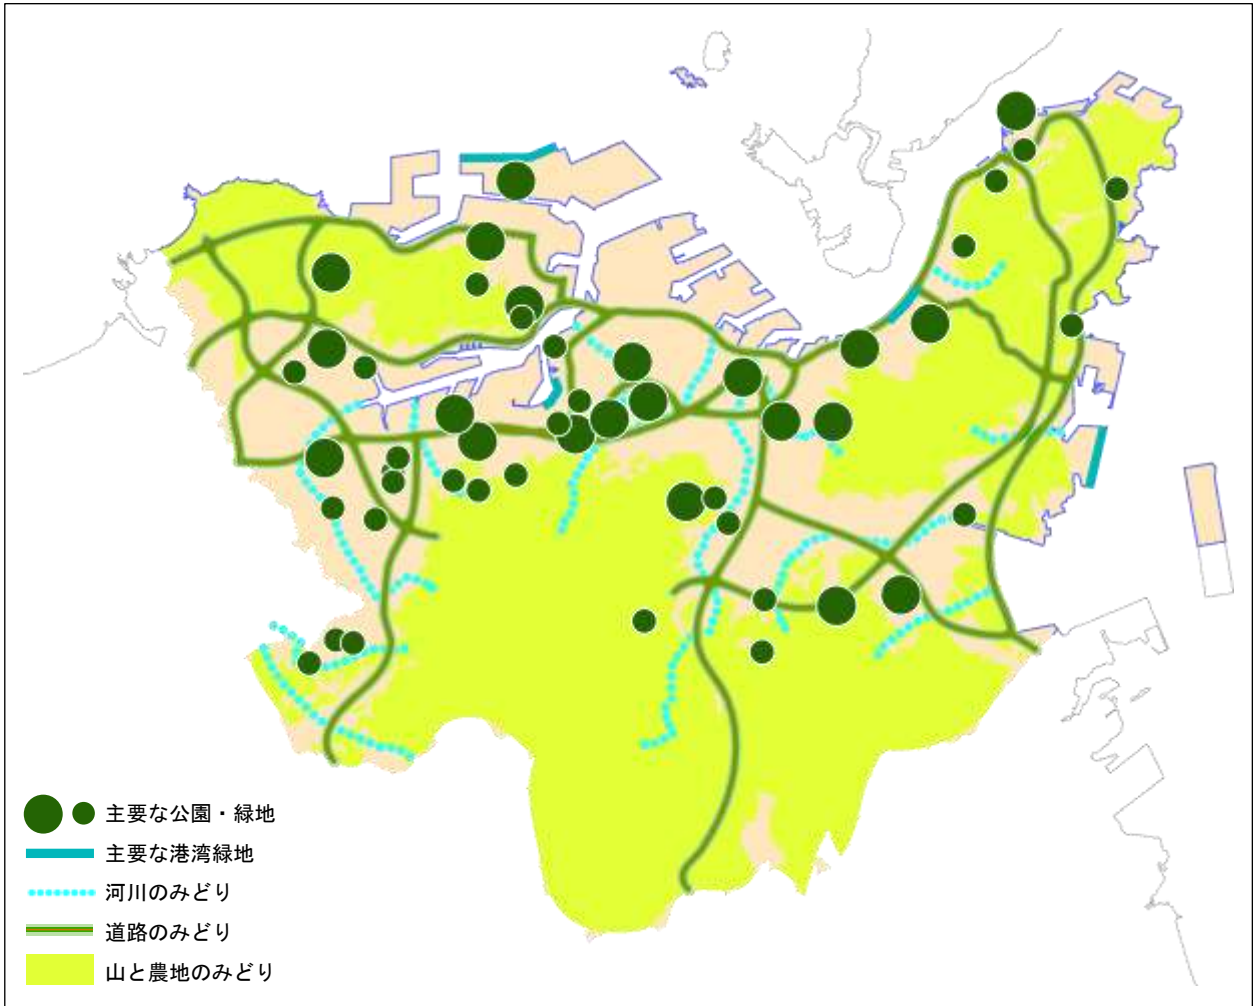 主要な公園・緑地
主要な港湾緑地
河川のみどり
道路のみどり
山と農地のみどり